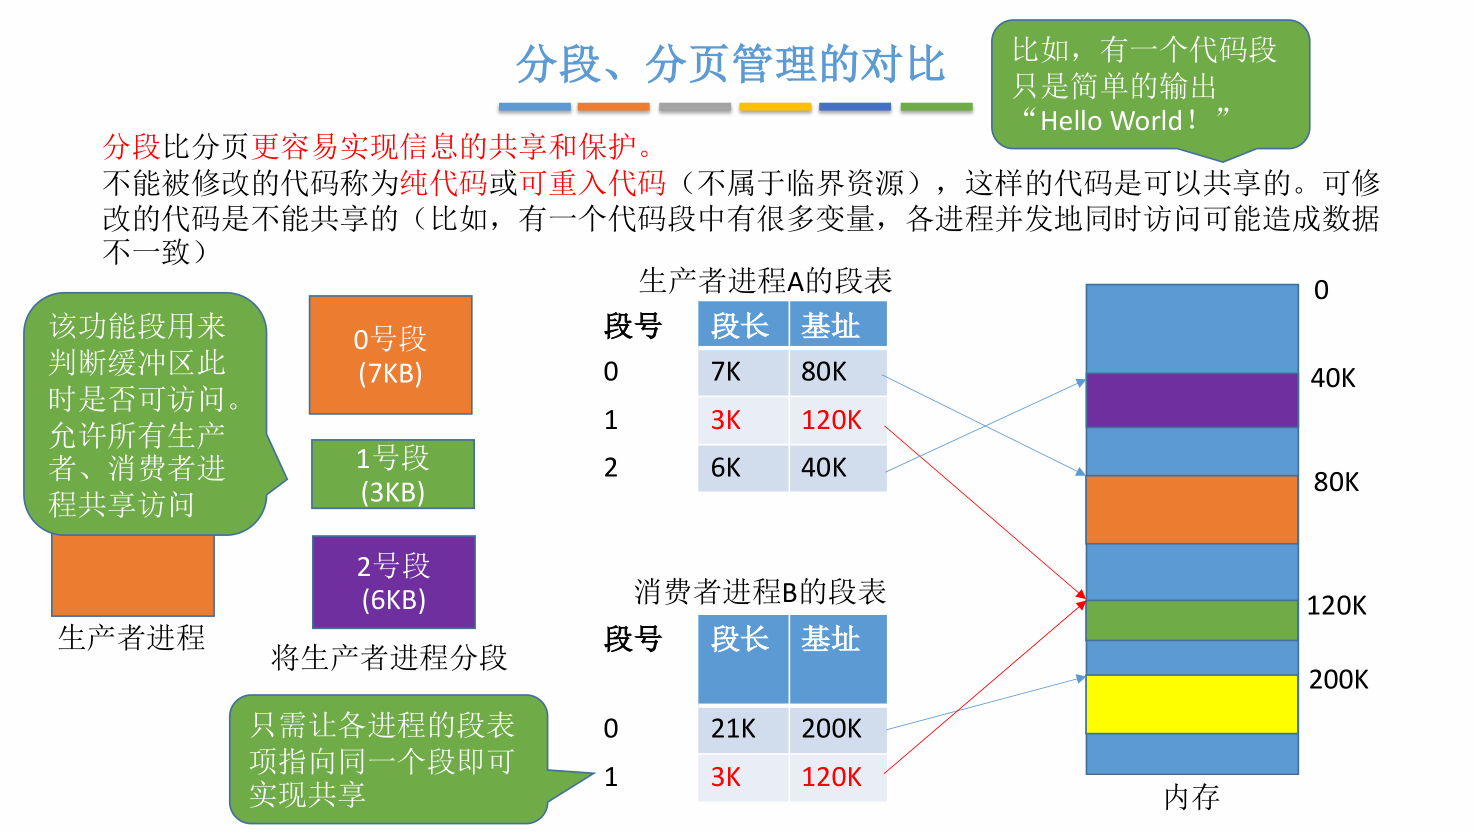 分段、分页管理的对比
比如，有一个代码段
只是简单的输出
“Hello World！”
分段比分页更容易实现信息的共享和保护。
不能被修改的代码称为纯代码或可重入代码（不属于临界资源），这样的代码是可以共享的。可修
改的代码是不能共享的（比如，有一个代码段中有很多变量，各进程并发地同时访问可能造成数据
不一致）
该功能段用来
判断缓冲区此
时是否可访问。
允许所有生产
者、消费者进
程共享访问
生产者进程
0号段
(7KB)
1号段
(3KB)
2号段
(6KB)
将生产者进程分段
生产者进程A的段表
段号 段长 基址
0 7K 80K
1 3K 120K
2 6K 40K
消费者进程B的段表
段号 段长 基址
0 21K 200K
1 3K 120K
只需让各进程的段表
项指向同一个段即可
实现共享
0
40K
80K
120K
200K
内存